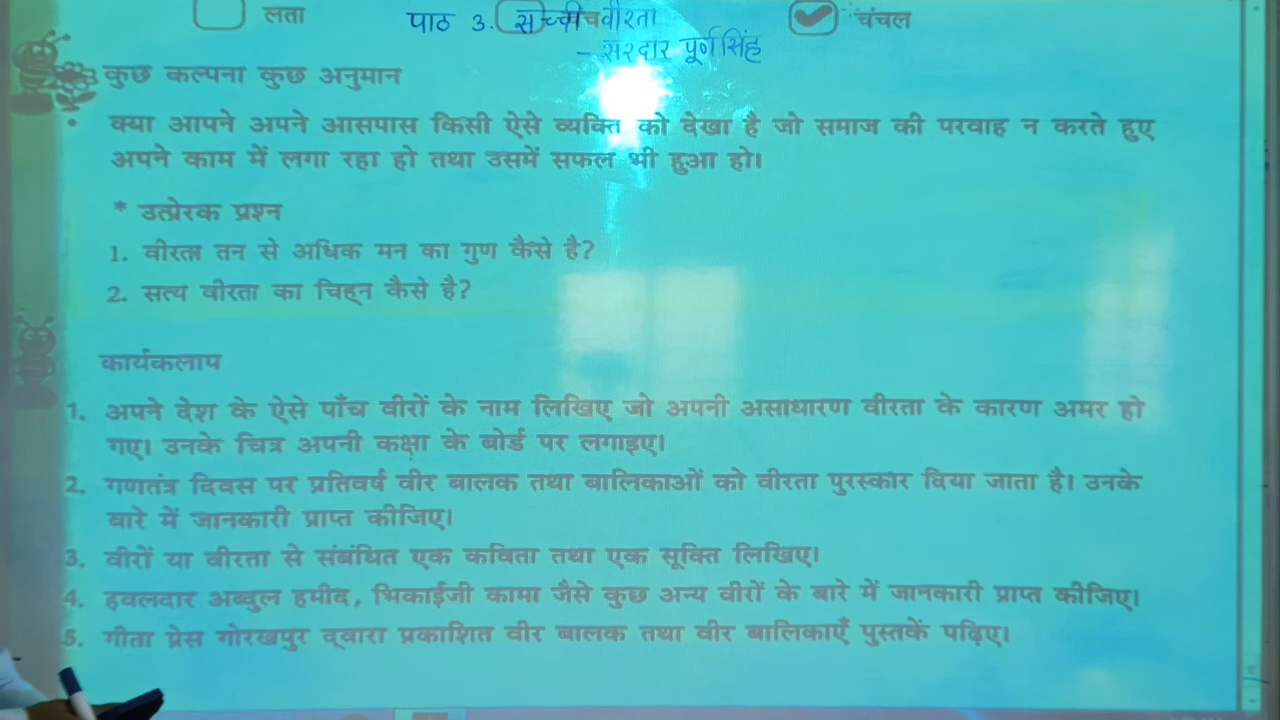 लता
पाठ 3. सच्ची वीरता
चंचल
- सरदार पूर्ण सिंह
कुछ कल्पना कुछ अनुमान
• क्या आपने अपने आसपास किसी ऐसे व्यक्ति को देखा है जो समाज की परवाह न करते हुए
अपने काम में लगा रहा हो तथा उसमें सफल भी हुआ हो।
* उत्प्रेरक प्रश्न
1. वीरता तन से अधिक मन का गुण कैसे है?
2. सत्य वीरता का चिह्न कैसे है?
कार्यकलाप
1. अपने देश के ऐसे पाँच वीरों के नाम लिखिए जो अपनी असाधारण वीरता के कारण अमर हो
गए। उनके चित्र अपनी कक्षा के बोर्ड पर लगाइए।
2. गणतंत्र दिवस पर प्रतिवर्ष वीर बालक तथा बालिकाओं को वीरता पुरस्कार दिया जाता है। उनके
बारे में जानकारी प्राप्त कीजिए।
3. वीरों या वीरता से संबंधित एक कविता तथा एक सूक्ति लिखिए।
4. हवलदार अब्दुल हमीद, भिकाईजी कामा जैसे कुछ अन्य वीरों के बारे में जानकारी प्राप्त कीजिए।
5. गीता प्रेस गोरखपुर द्वारा प्रकाशित वीर बालक तथा वीर बालिकाएँ पुस्तकें पढ़िए।